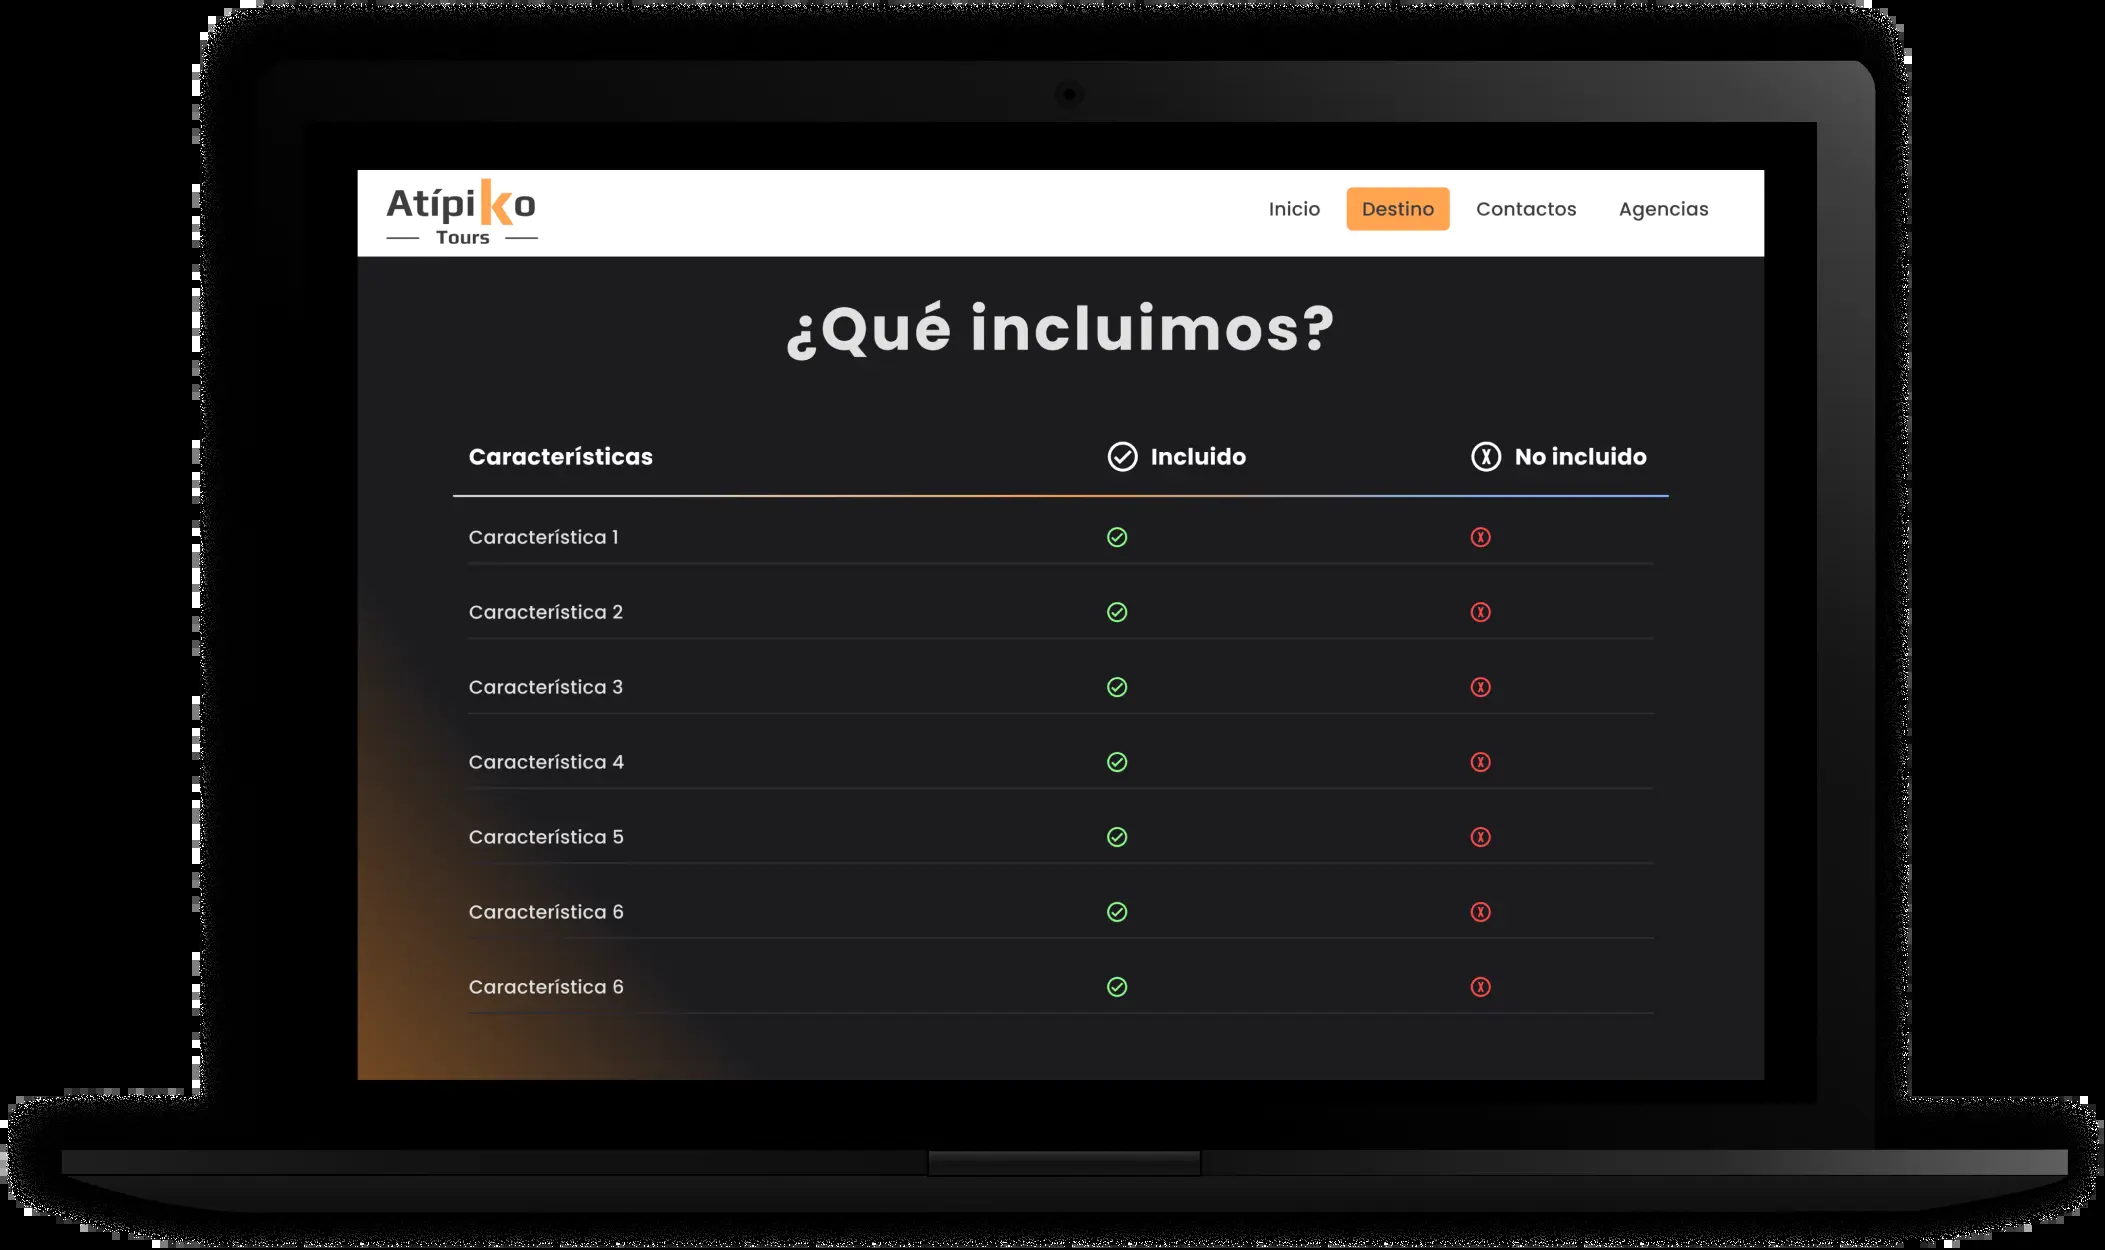 Atípiko
Tours
Inicio Destino Contactos Agencias
¿Qué incluimos?
Características Incluido No incluido
Característica 1
Característica 2
Característica 3
Característica 4
Característica 5
Característica 6
Característica 6